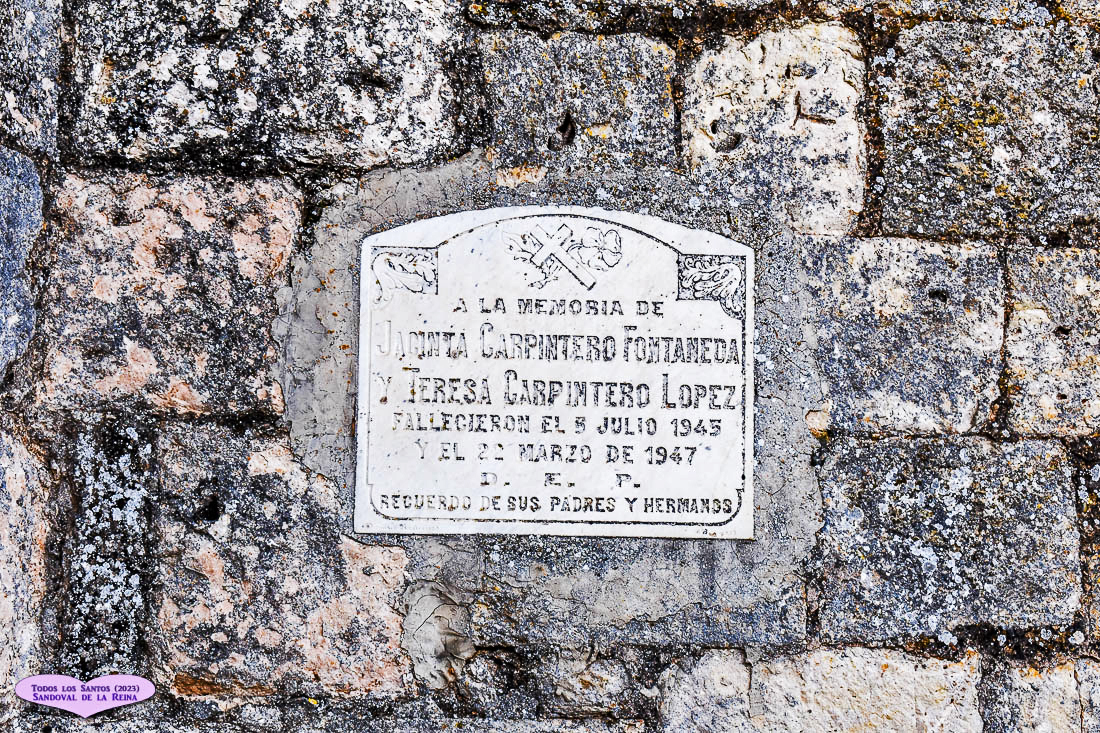 A LA MEMORIA DE
JACINTA CARPINTERO FONTANEDA
Y TERESA CARPINTERO LOPEZ
FALLECIERON EL 5 JULIO 1945
Y EL 22 MARZO DE 1947
D. E. P.
RECUERDO DE SUS PADRES Y HERMANOS
TODOS LOS SANTOS (2023)
SANDOVAL DE LA REINA